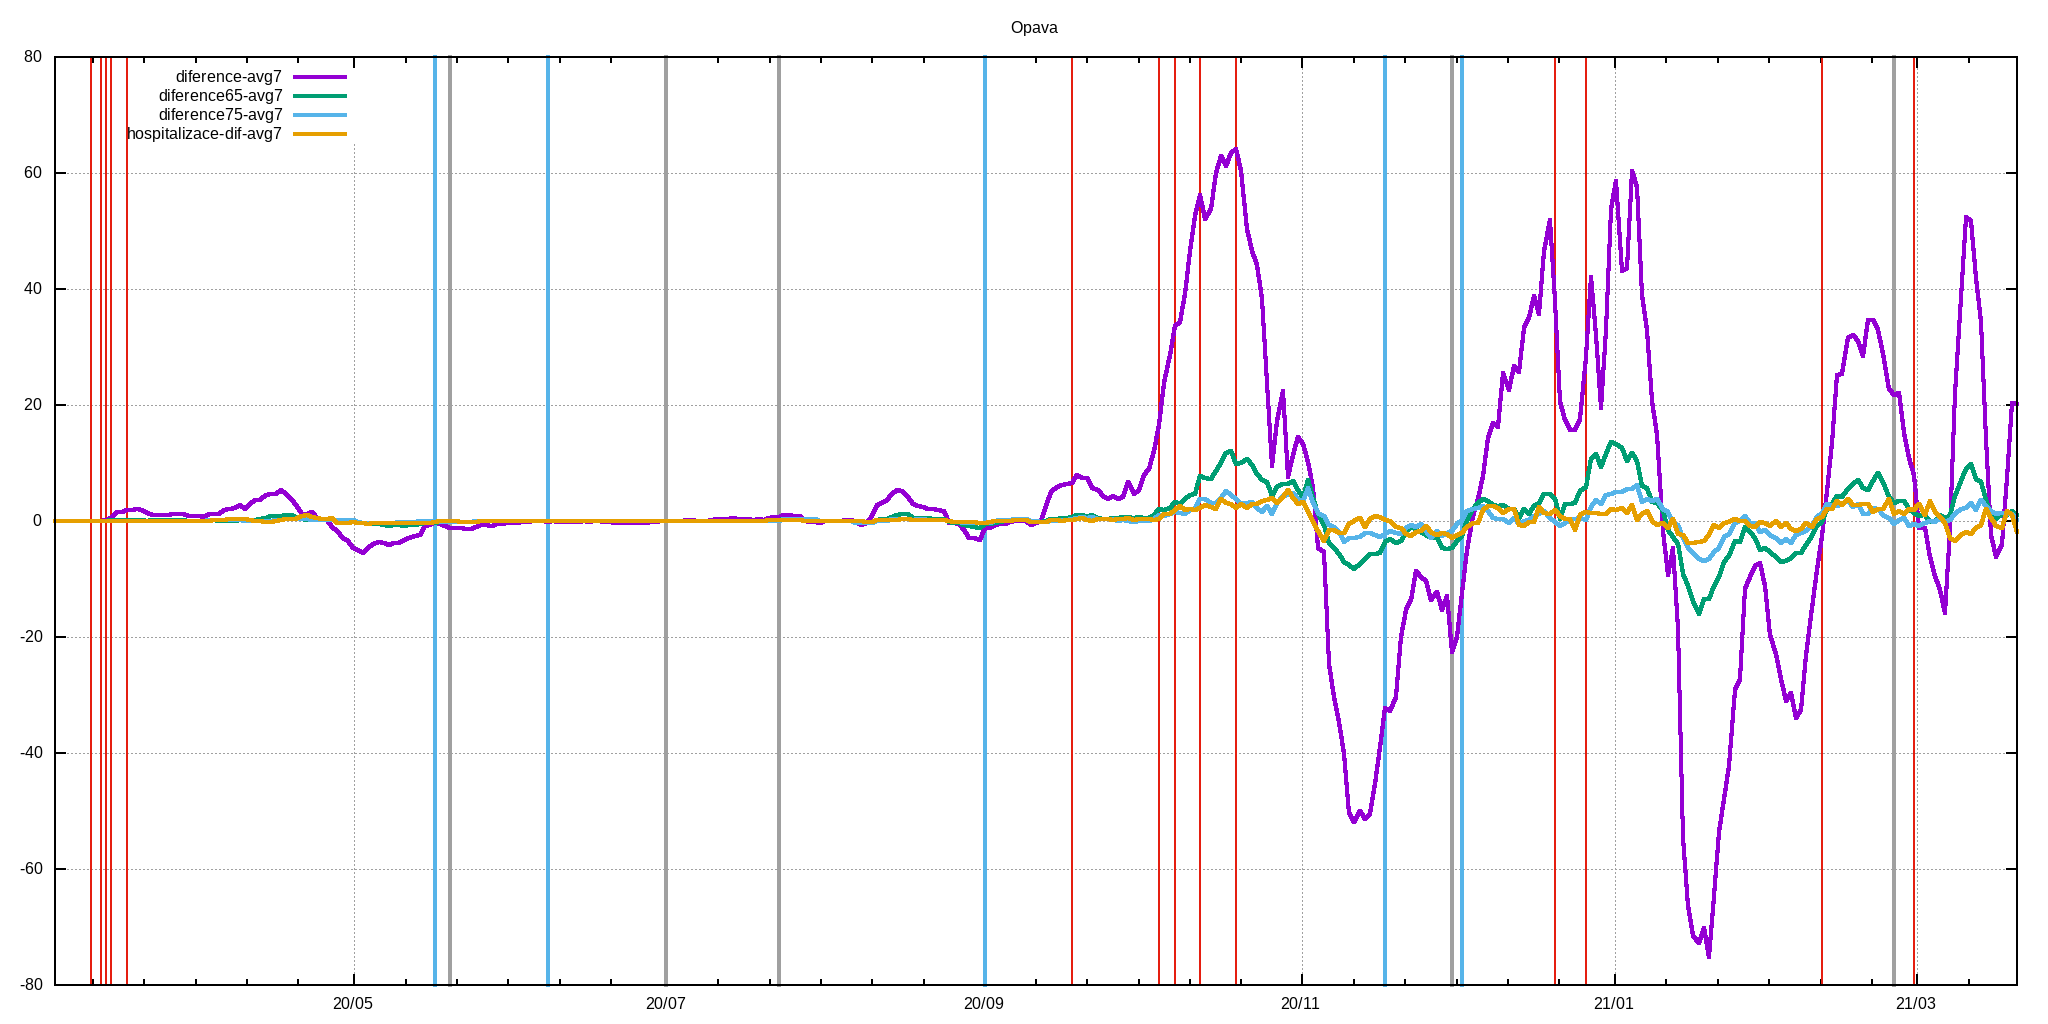 Opava
80
60
40
20
0
-20
-40
-60
-80
diference-avg7
diference65-avg7
diference75-avg7
hospitalizace-dif-avg7
20/05 20/07 20/09 20/11 21/01 21/03